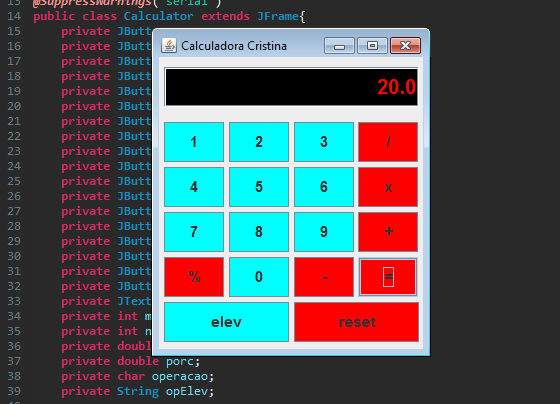 13 @SuppressWarnings("serial")
14 public class Calculator extends JFrame{
15 private JButt
16 private JButt
17 private JButt
18 private JButt
19 private JButt
20 private JButt
21 private JButt
22 private JButt
23 private JButt
24 private JButt
25 private JButt
26 private JButt
27 private JButt
28 private JButt
29 private JButt
30 private JButt
31 private JButt
32 private JButt
33 private JText
34 private int m
35 private int n
36 private doubl
37 private double porc;
38 private char operacao;
39 private String opElev;
Calculadora Cristina
20.0
1 2 3 /
4 5 6 x
7 8 9 +
% 0 - =
elev reset